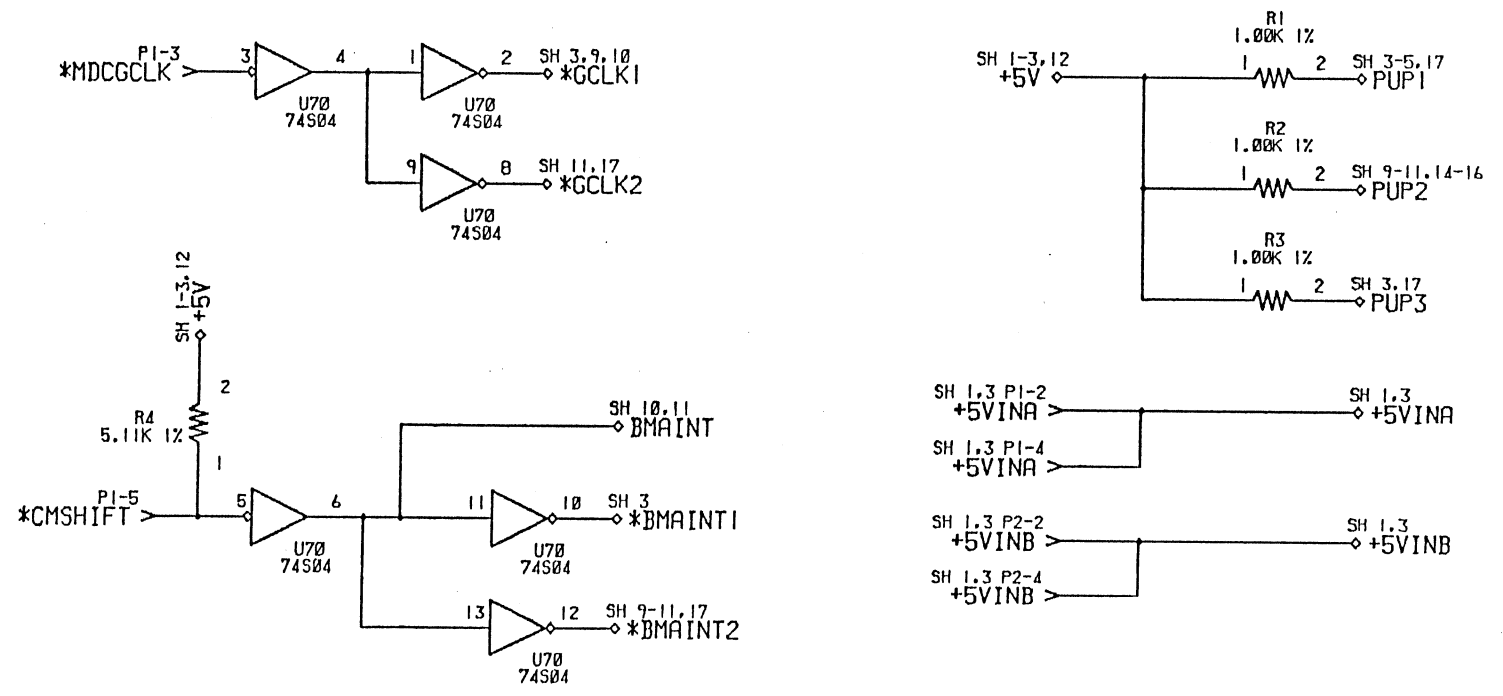 P1-3
*MDCGCLK
3
4
U70
74S04
1
2
U70
74S04
SH 3,9,10
*GCLK1
9
8
U70
74S04
SH 11,17
*GCLK2
SH 1-3,12
+5V
2
R4
5.11K 1%
1
P1-5
*CMSHIFT
5
6
U70
74S04
SH 10,11
BMAINT
11
10
U70
74S04
SH 3
*BMAINT1
13
12
U70
74S04
SH 9-11,17
*BMAINT2
SH 1-3,12
+5V
R1
1.00K 1%
1
2
SH 3-5,17
PUP1
R2
1.00K 1%
1
2
SH 9-11,14-16
PUP2
R3
1.00K 1%
1
2
SH 3,17
PUP3
SH 1,3 P1-2
+5VINA
SH 1,3 P1-4
+5VINA
SH 1,3
+5VINA
SH 1,3 P2-2
+5VINB
SH 1,3 P2-4
+5VINB
SH 1,3
+5VINB